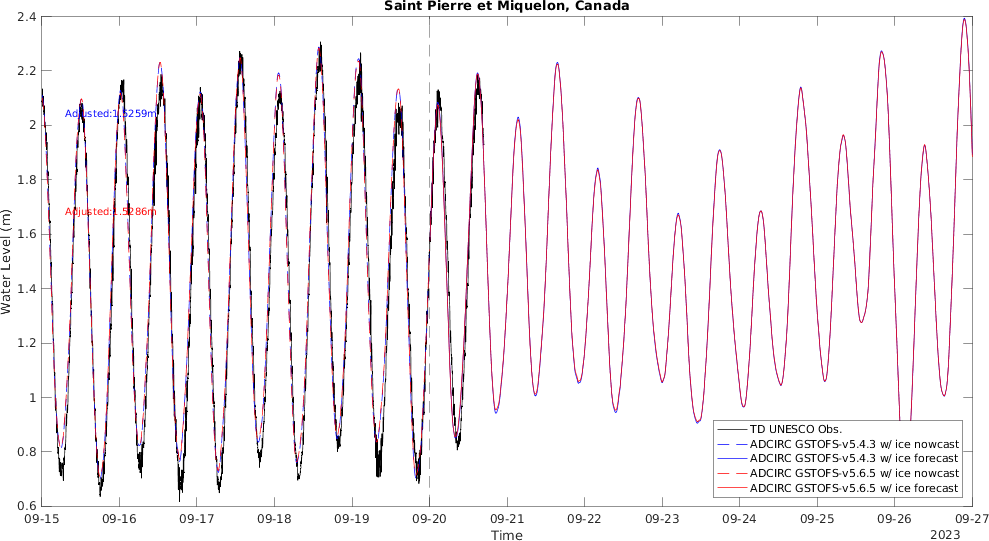 Saint Pierre et Miquelon, Canada
2.4
2.2
2
1.8
1.6
1.4
1.2
1
0.8
0.6
Water Level (m)
Adjusted:1.5259m
Adjusted:1.5286m
TD UNESCO Obs.
ADCIRC GSTOFS-v5.4.3 w/ ice nowcast
ADCIRC GSTOFS-v5.4.3 w/ ice forecast
ADCIRC GSTOFS-v5.6.5 w/ ice nowcast
ADCIRC GSTOFS-v5.6.5 w/ ice forecast
09-15 09-16 09-17 09-18 09-19 09-20 09-21 09-22 09-23 09-24 09-25 09-26 09-27
Time
2023